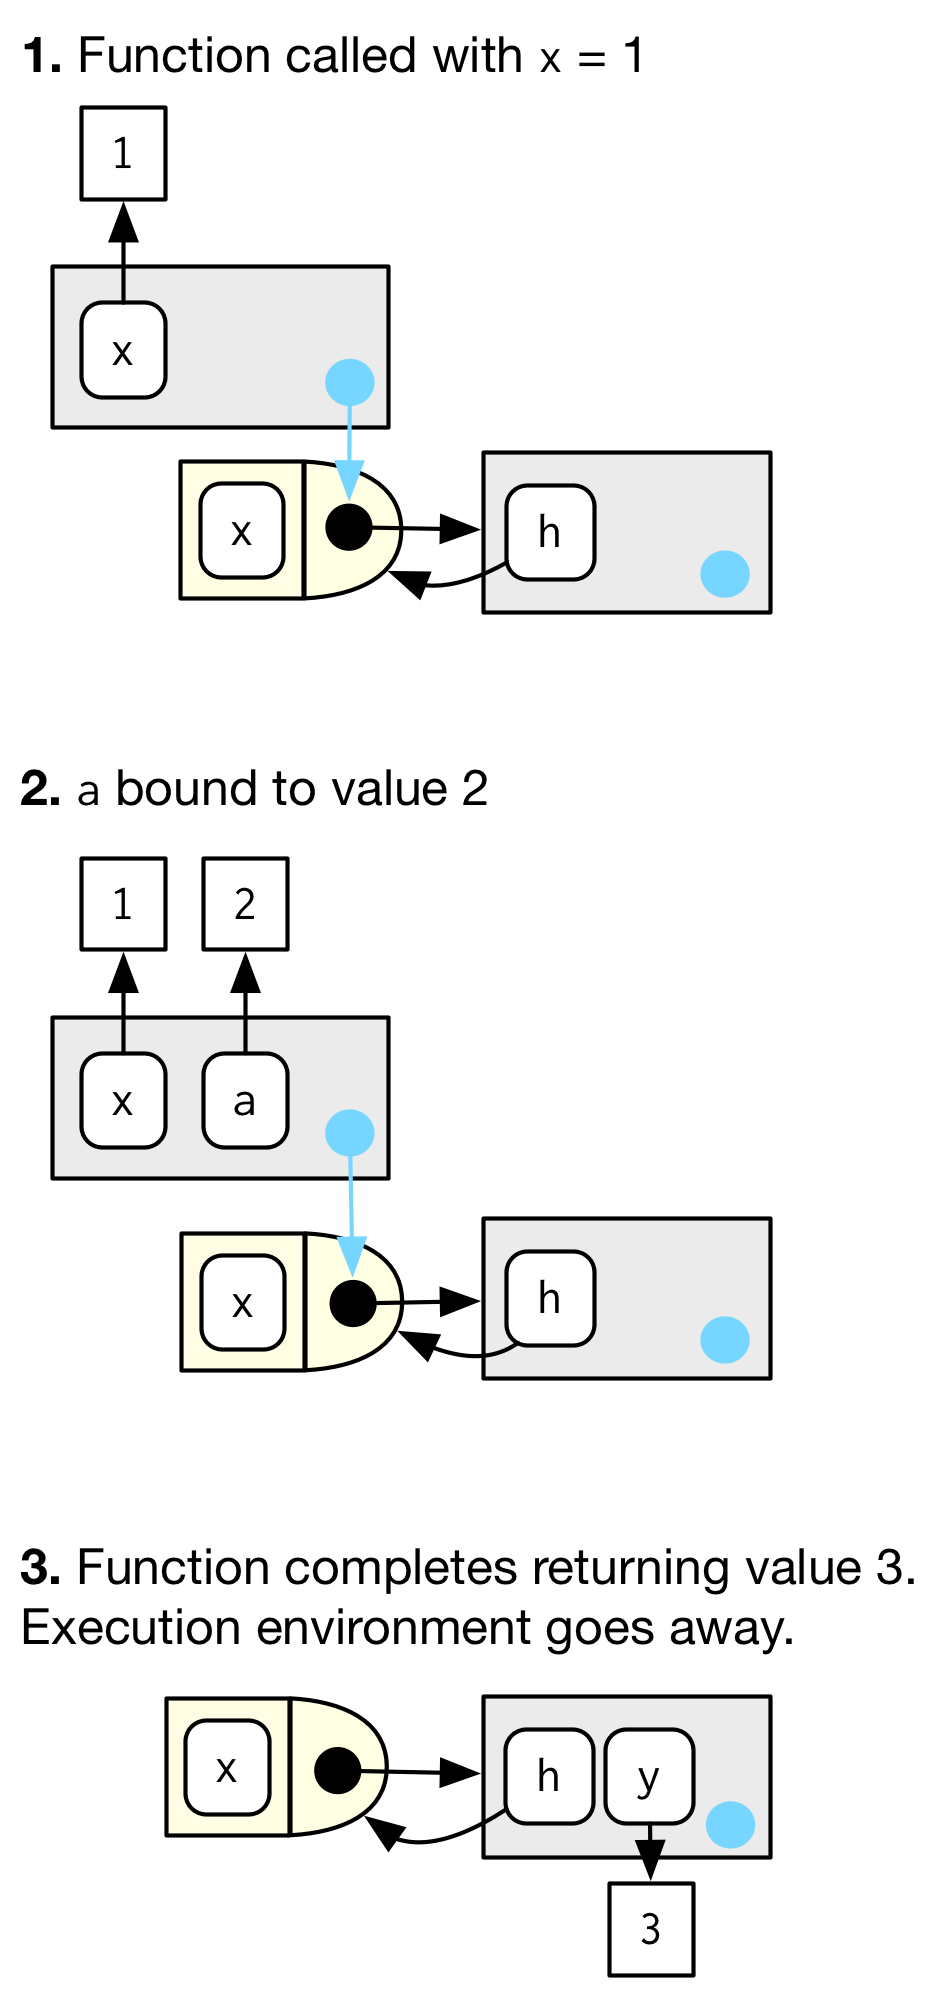 1. Function called with x = 1
1
x
x
h
2. a bound to value 2
1 2
x a
x
h
3. Function completes returning value 3.
Execution environment goes away.
x
h y
3